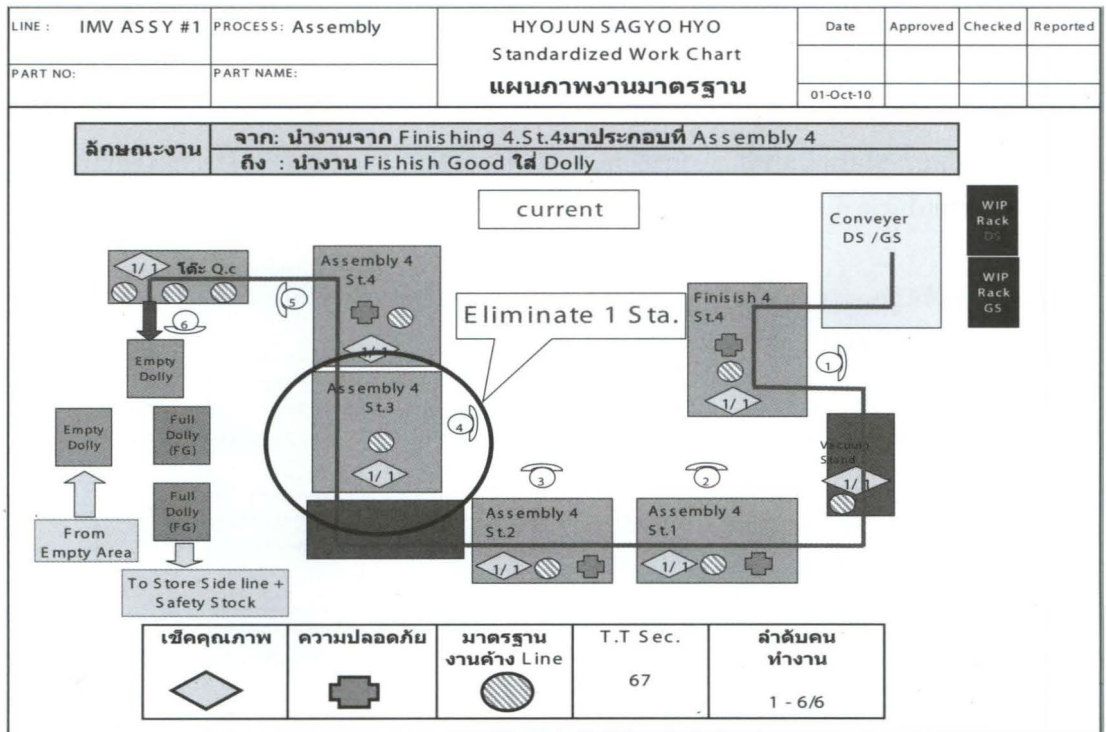 LINE : IMV ASSY #1
PROCESS: Assembly
HYOJUN SAGYO HYO
Standardized Work Chart
แผนภาพงานมาตรฐาน
Date
Approved
Checked
Reported
PART NO:
PART NAME:
01-Oct-10
ลักษณะงาน
จาก: นำงานจาก Finishing 4.St.4มาประกอบที่ Assembly 4
ถึง : นำงาน Fishish Good ใส่ Dolly
current
Conveyer
DS /GS
WIP
Rack
DS
WIP
Rack
GS
1/ 1 โต๊ะ Q.c
Assembly 4
St.4
1/ 1
5
6
Eliminate 1 Sta.
Finisish 4
St.4
1/ 1
1
Empty
Dolly
Assembly 4
St.3
1/ 1
4
Empty
Dolly
Full
Dolly
(FG)
Vacuum
Stand
1/ 1
3
2
Full
Dolly
(FG)
Assembly 4
St.2
1/ 1
Assembly 4
St.1
1/ 1
From
Empty Area
To Store Side line +
Safety Stock
เช็คคุณภาพ
ความปลอดภัย
มาตรฐาน
งานค้าง Line
T.T Sec.
67
ลำดับคน
ทำงาน
1 - 6/6